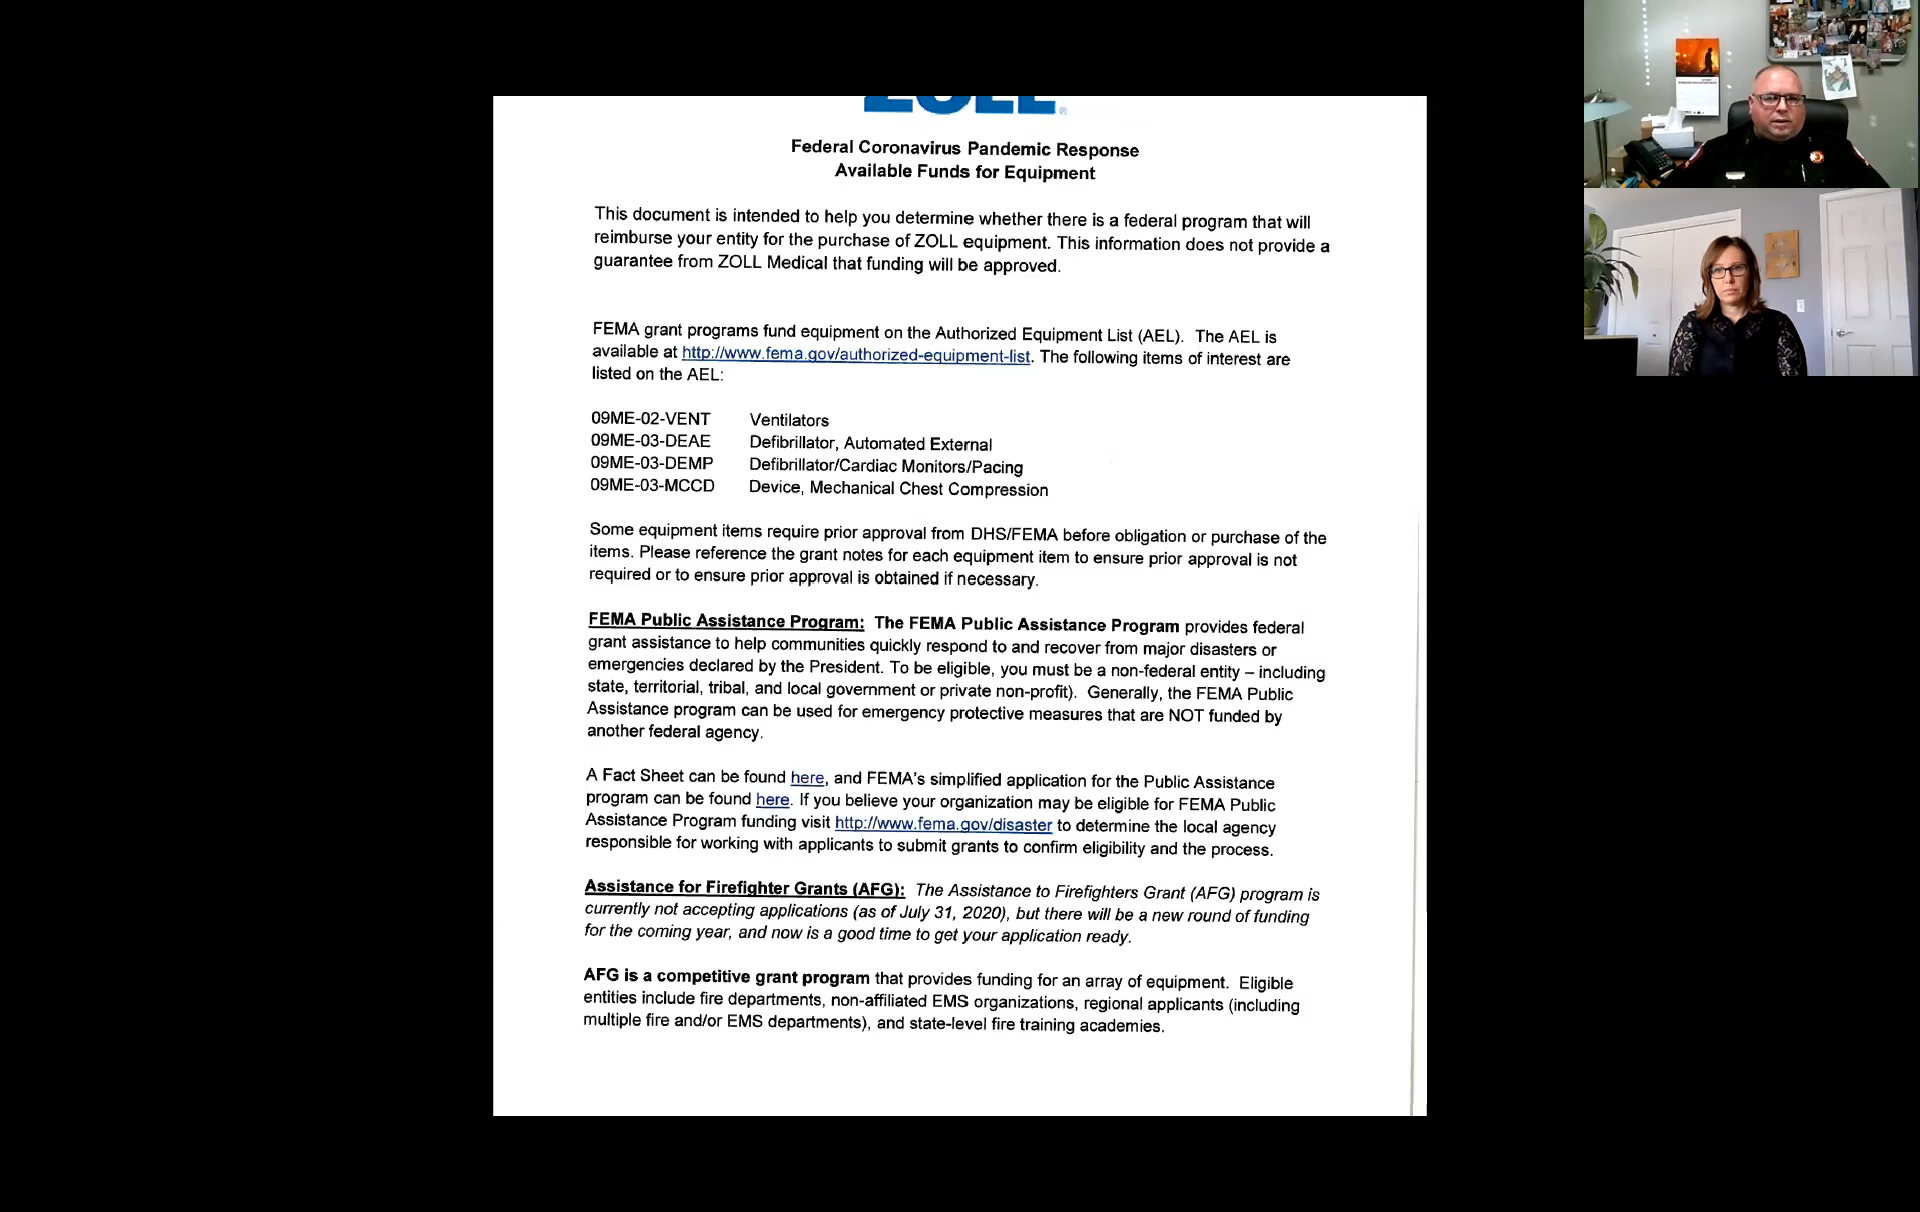 ZOLL®
Federal Coronavirus Pandemic Response
Available Funds for Equipment
This document is intended to help you determine whether there is a federal program that will
reimburse your entity for the purchase of ZOLL equipment. This information does not provide a
guarantee from ZOLL Medical that funding will be approved.
FEMA grant programs fund equipment on the Authorized Equipment List (AEL). The AEL is
available at http://www.fema.gov/authorized-equipment-list. The following items of interest are
listed on the AEL:
09ME-02-VENT Ventilators
09ME-03-DEAE Defibrillator, Automated External
09ME-03-DEMP Defibrillator/Cardiac Monitors/Pacing
09ME-03-MCCD Device, Mechanical Chest Compression
Some equipment items require prior approval from DHS/FEMA before obligation or purchase of the
items. Please reference the grant notes for each equipment item to ensure prior approval is not
required or to ensure prior approval is obtained if necessary.
FEMA Public Assistance Program: The FEMA Public Assistance Program provides federal
grant assistance to help communities quickly respond to and recover from major disasters or
emergencies declared by the President. To be eligible, you must be a non-federal entity – including
state, territorial, tribal, and local government or private non-profit). Generally, the FEMA Public
Assistance program can be used for emergency protective measures that are NOT funded by
another federal agency.
A Fact Sheet can be found here, and FEMA's simplified application for the Public Assistance
program can be found here. If you believe your organization may be eligible for FEMA Public
Assistance Program funding visit http://www.fema.gov/disaster to determine the local agency
responsible for working with applicants to submit grants to confirm eligibility and the process.
Assistance for Firefighter Grants (AFG): The Assistance to Firefighters Grant (AFG) program is
currently not accepting applications (as of July 31, 2020), but there will be a new round of funding
for the coming year, and now is a good time to get your application ready.
AFG is a competitive grant program that provides funding for an array of equipment. Eligible
entities include fire departments, non-affiliated EMS organizations, regional applicants (including
multiple fire and/or EMS departments), and state-level fire training academies.